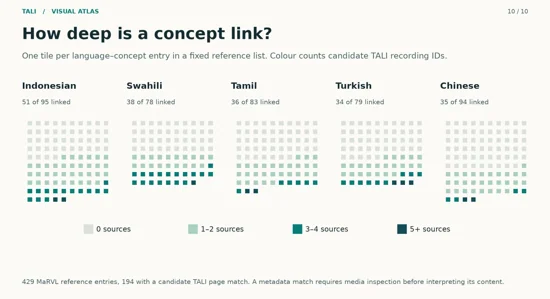 TALI / VISUAL ATLAS
10 / 10
How deep is a concept link?
One tile per language–concept entry in a fixed reference list. Colour counts candidate TALI recording IDs.
Indonesian Swahili Tamil Turkish Chinese
51 of 95 linked 38 of 78 linked 36 of 83 linked 34 of 79 linked 35 of 94 linked
0 sources 1–2 sources 3–4 sources 5+ sources
429 MaRVL reference entries, 194 with a candidate TALI page match. A metadata match requires media inspection before interpreting its content.